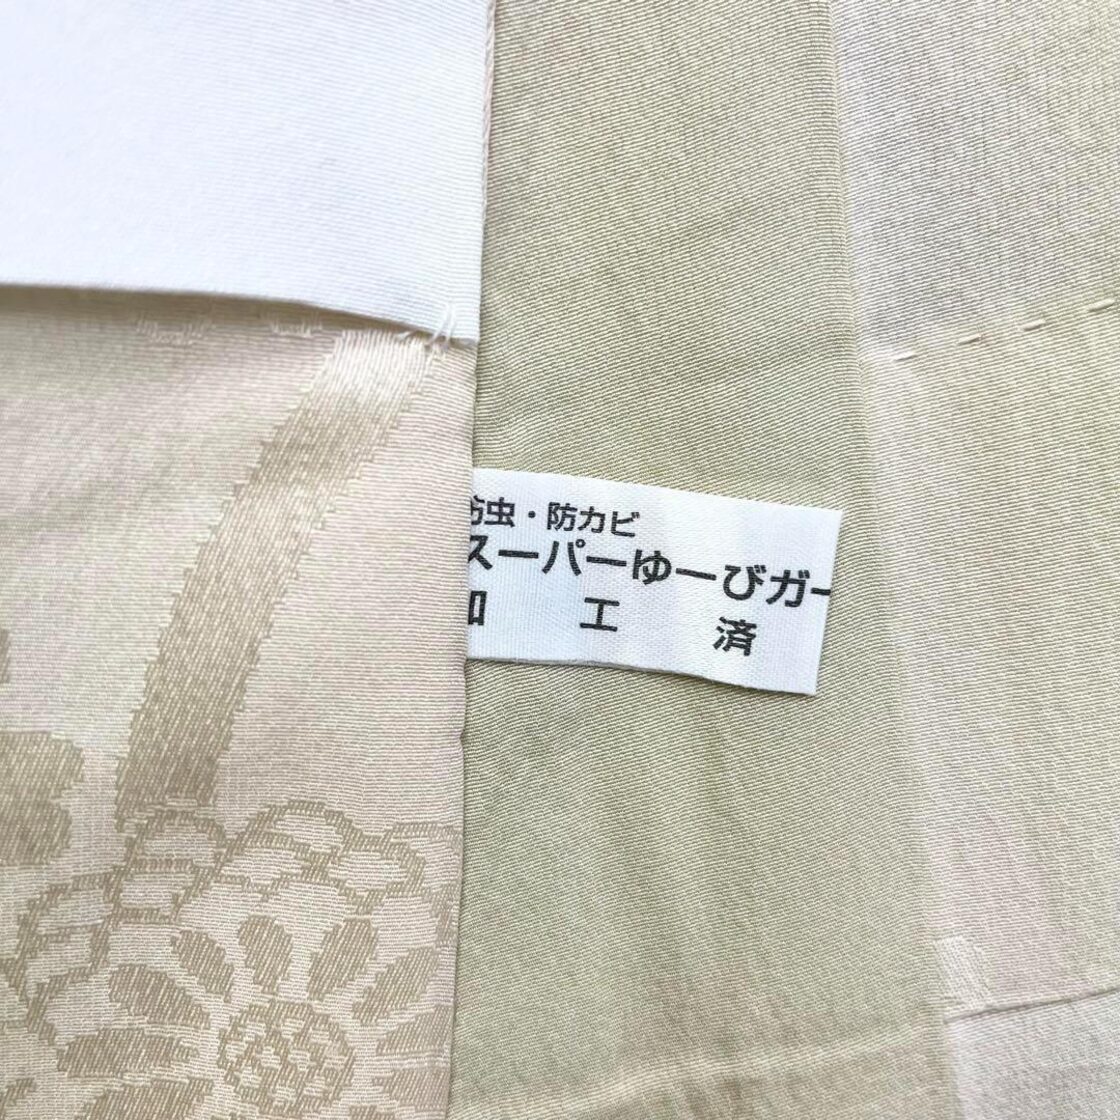 防虫・防カビ
スーパーゆーびガー
加 工 済